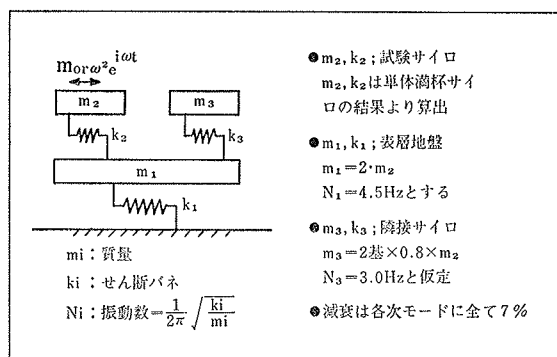 m₀rω²e^iωt
m₂
m₃
k₂
k₃
m₁
k₁
mi：質量
ki：せん断バネ
Ni：振動数＝1/2π √ki/mi
●m₂,k₂；試験サイロ
m₂,k₂は単体満杯サイ
ロの結果より算出
●m₁,k₁；表層地盤
m₁＝2･m₂
N₁＝4.5Hzとする
●m₃,k₃；隣接サイロ
m₃＝2基×0.8×m₂
N₃＝3.0Hzと仮定
●減衰は各次モードに全て7％